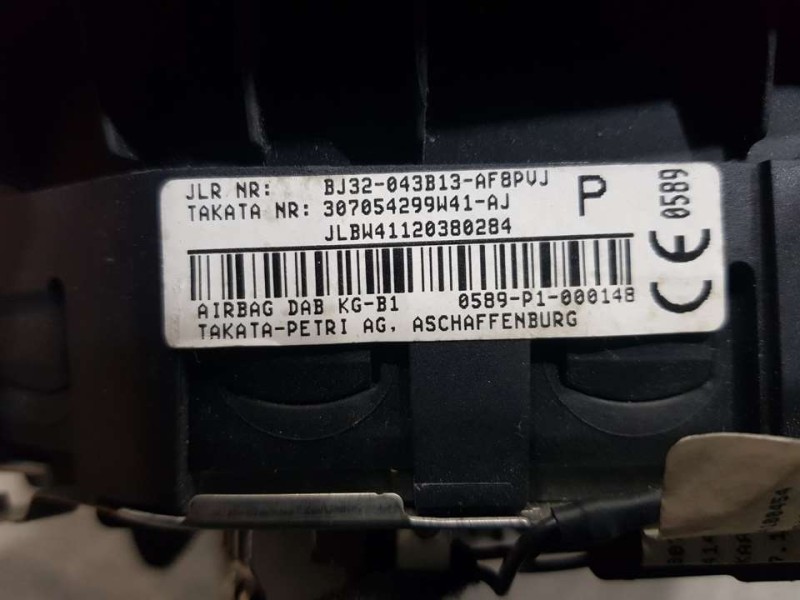 JLR NR: BJ32-043B13-AF8PVJ
TAKATA NR: 307054299W41-AJ
JLBW41120380284
P
0589
CE
AIRBAG DAB KG-B1 0589-P1-000148
TAKATA-PETRI AG, ASCHAFFENBURG